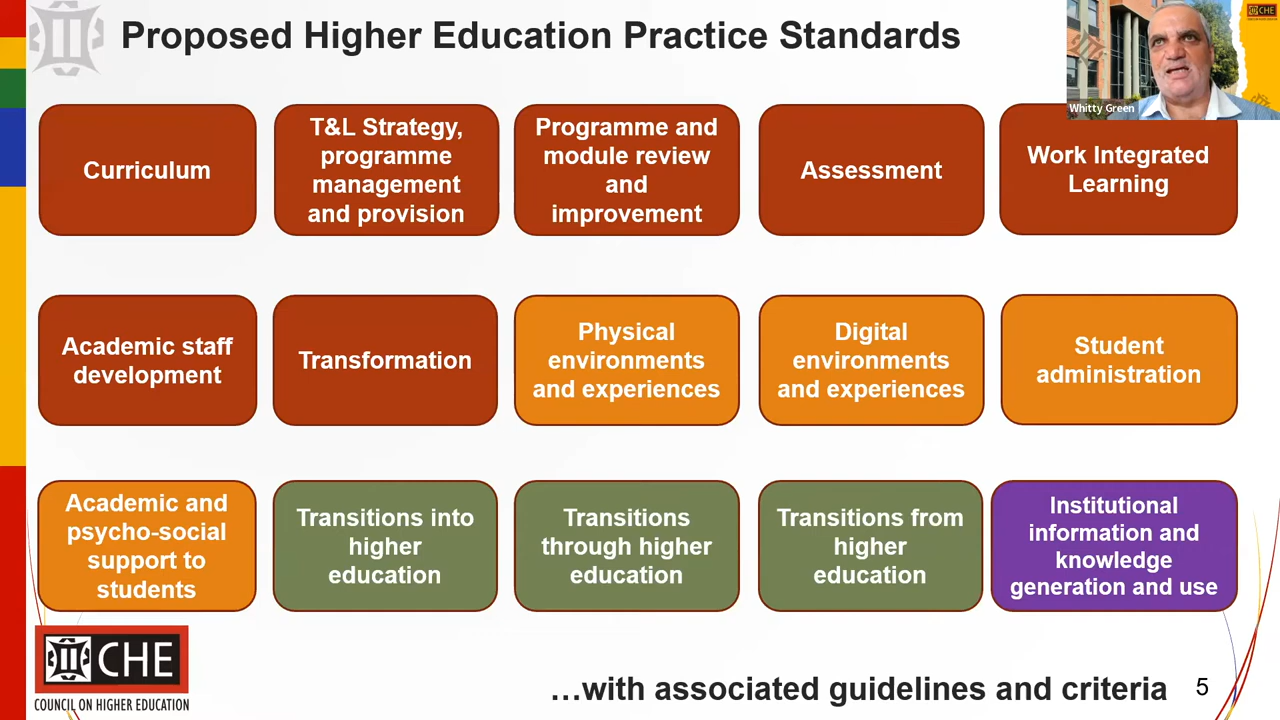 Proposed Higher Education Practice Standards
CHE
Whitty Green
Curriculum
T&L Strategy,
programme
management
and provision
Programme and
module review
and
improvement
Assessment
Work Integrated
Learning
Academic staff
development
Transformation
Physical
environments
and experiences
Digital
environments
and experiences
Student
administration
Academic and
psycho-social
support to
students
Transitions into
higher
education
Transitions
through higher
education
Transitions from
higher
education
Institutional
information and
knowledge
generation and use
CHE
COUNCIL ON HIGHER EDUCATION
…with associated guidelines and criteria
5